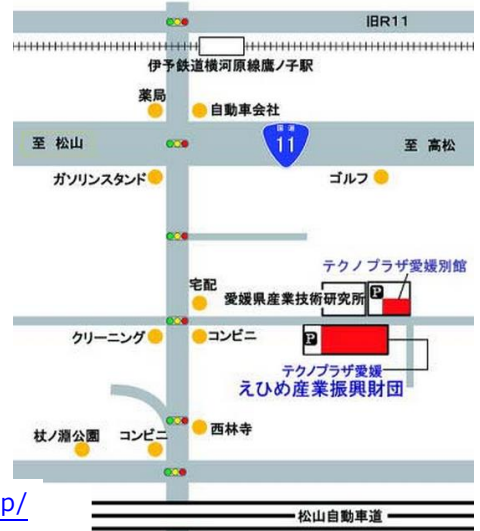 旧R11
伊予鉄道横河原線鷹ノ子駅
薬局
自動車会社
至 松山
国道
11
至 高松
ガソリンスタンド
ゴルフ
テクノプラザ愛媛別館
宅配
愛媛県産業技術研究所
P
クリーニング
コンビニ
P
テクノプラザ愛媛
えひめ産業振興財団
杖ノ淵公園
コンビニ
西林寺
p/
松山自動車道